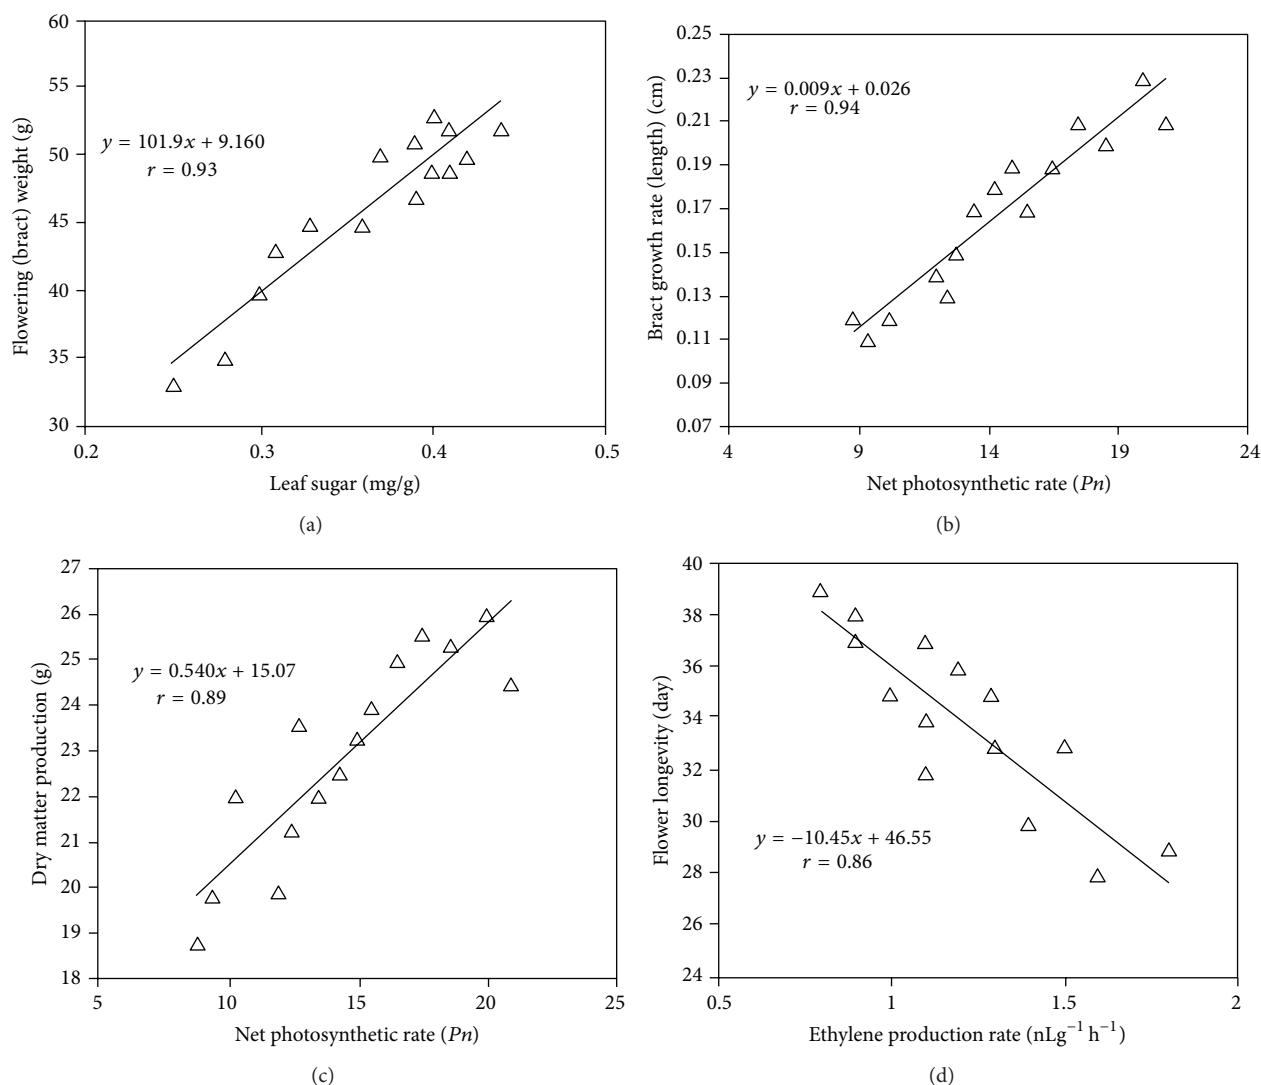 60
55
50
45
40
35
30
Flowering (bract) weight (g)
y = 101.9x + 9.160
r = 0.93
0.2 0.3 0.4 0.5
Leaf sugar (mg/g)
(a)
0.25
0.23
0.21
0.19
0.17
0.15
0.13
0.11
0.09
0.07
Bract growth rate (length) (cm)
y = 0.009x + 0.026
r = 0.94
4 9 14 19 24
Net photosynthetic rate (Pn)
(b)
27
26
25
24
23
22
21
20
19
18
Dry matter production (g)
y = 0.540x + 15.07
r = 0.89
5 10 15 20 25
Net photosynthetic rate (Pn)
(c)
40
38
36
34
32
30
28
26
24
Flower longevity (day)
y = −10.45x + 46.55
r = 0.86
0.5 1 1.5 2
Ethylene production rate (nLg⁻¹ h⁻¹)
(d)